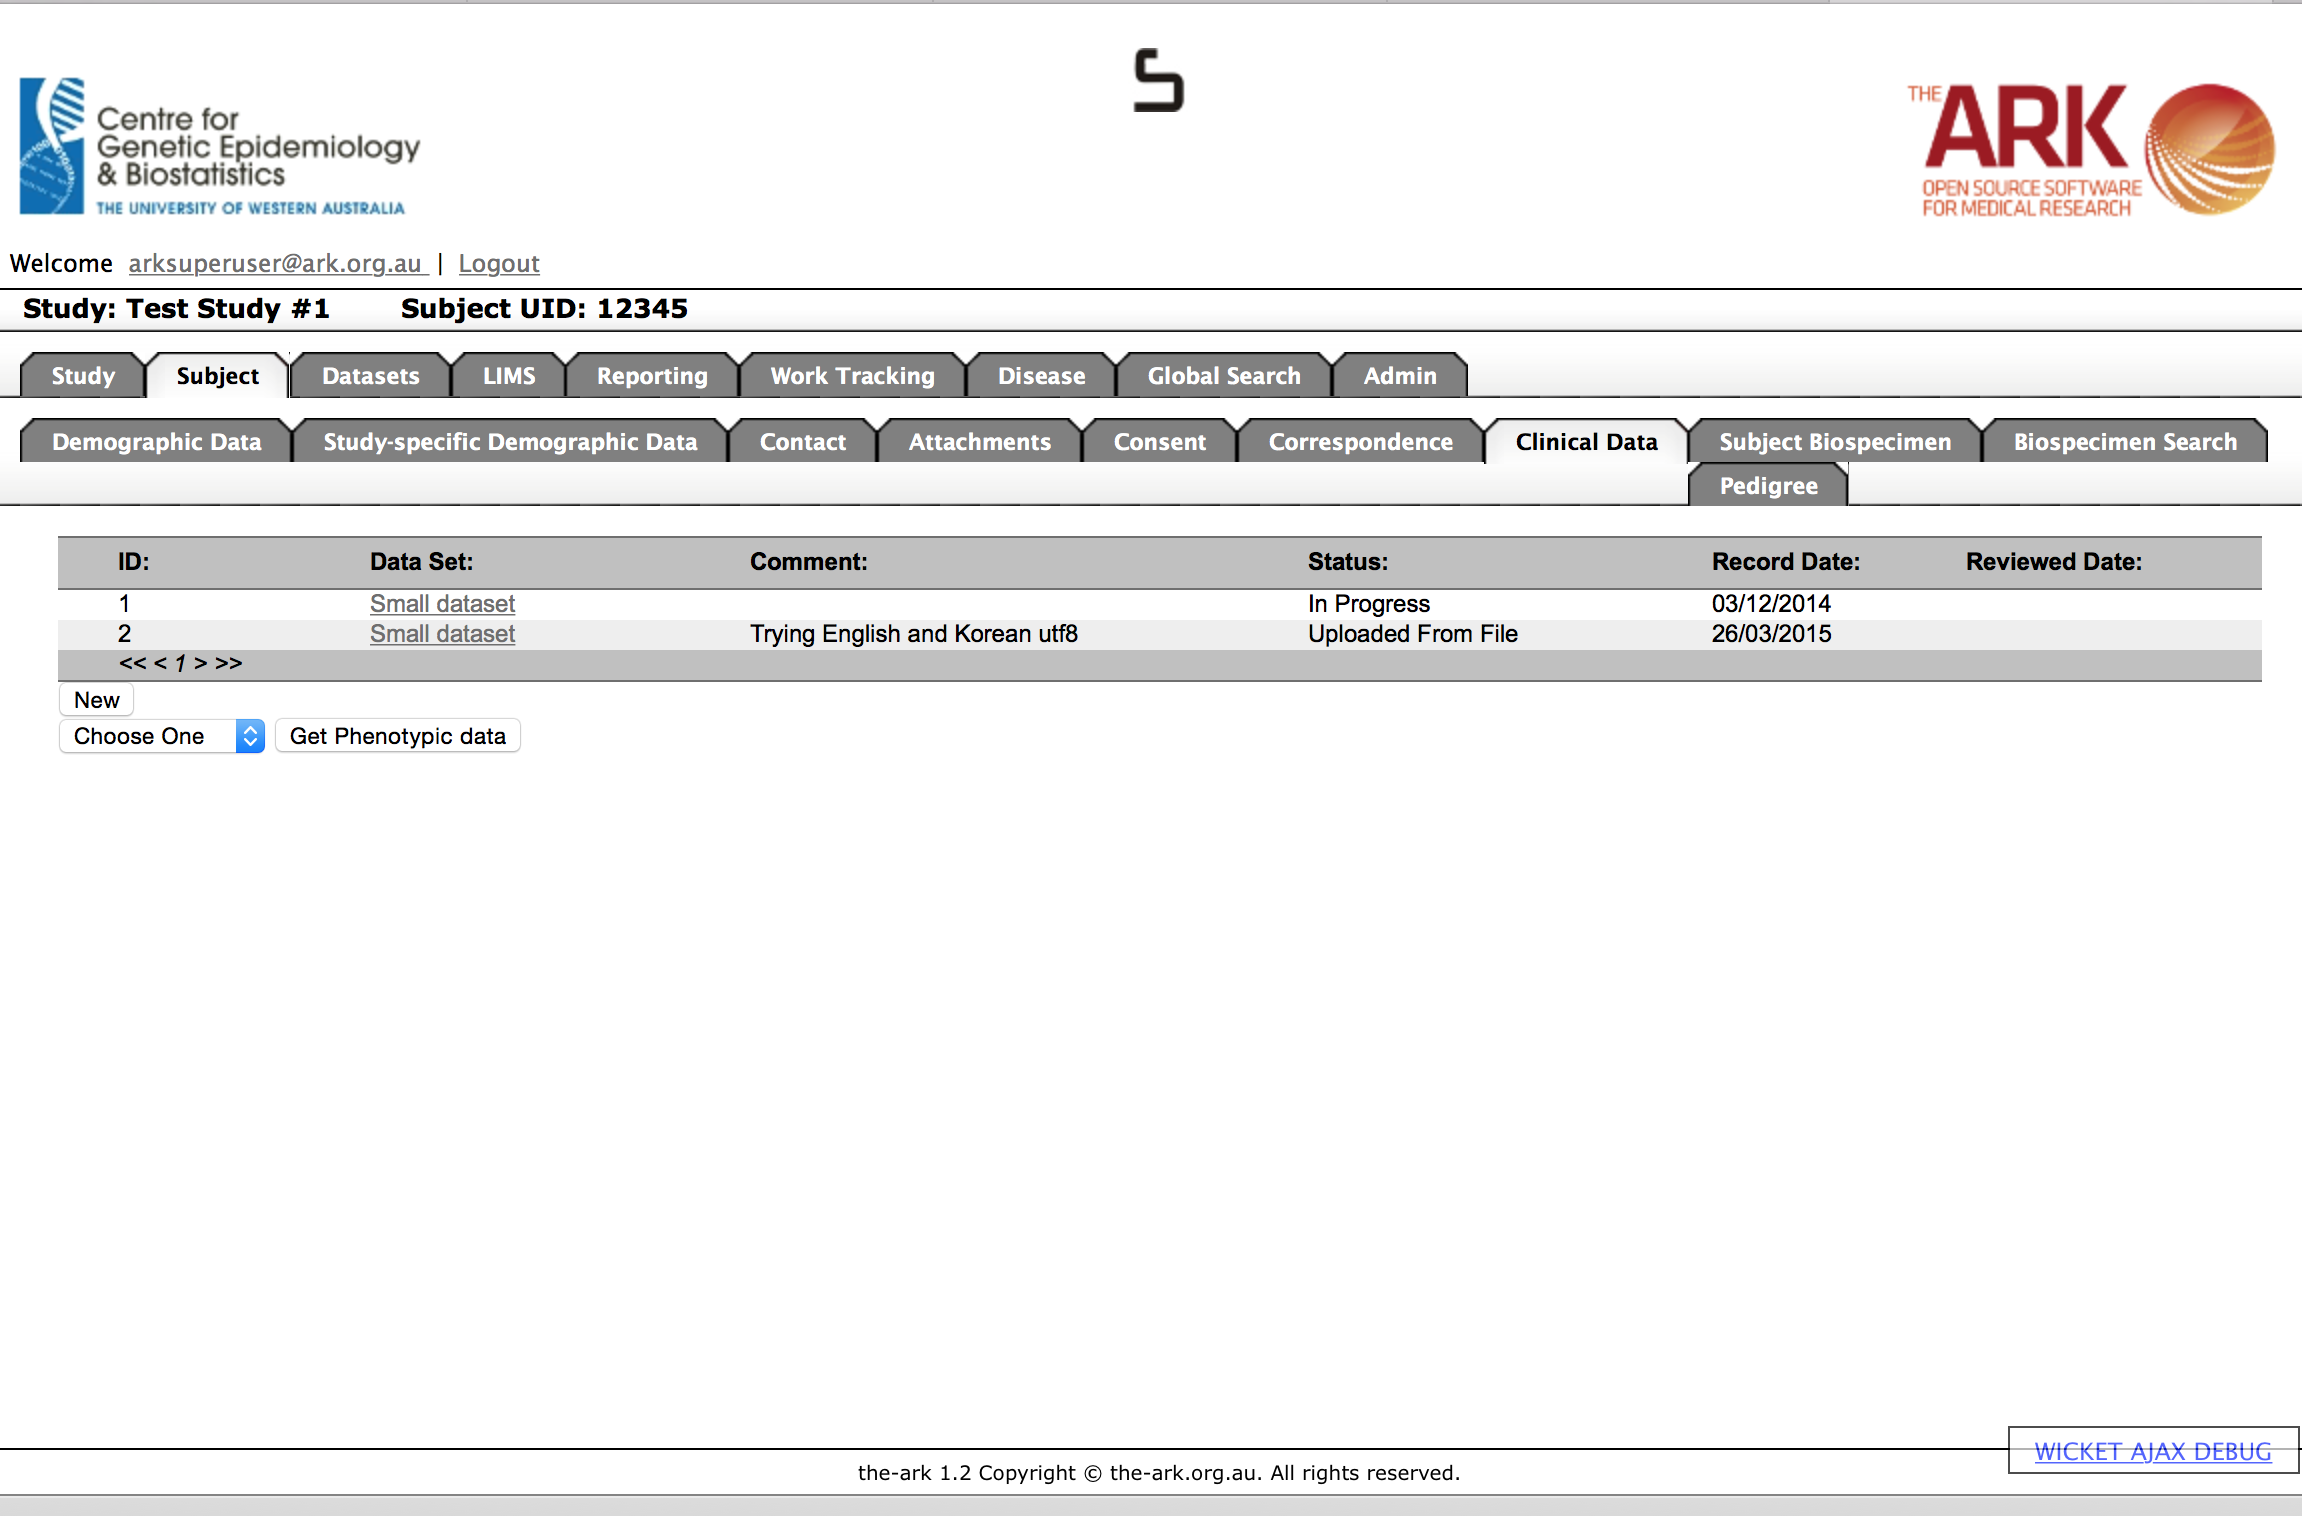 S
Centre for
Genetic Epidemiology
& Biostatistics
THE UNIVERSITY OF WESTERN AUSTRALIA
THE ARK
OPEN SOURCE SOFTWARE
FOR MEDICAL RESEARCH
Welcome arksuperuser@ark.org.au | Logout
Study: Test Study #1 Subject UID: 12345
Study Subject Datasets LIMS Reporting Work Tracking Disease Global Search Admin
Demographic Data Study-specific Demographic Data Contact Attachments Consent Correspondence Clinical Data Subject Biospecimen Biospecimen Search
Pedigree
ID: Data Set: Comment: Status: Record Date: Reviewed Date:
1 Small dataset In Progress 03/12/2014
2 Small dataset Trying English and Korean utf8 Uploaded From File 26/03/2015
<< < 1 > >>
New
Choose One Get Phenotypic data
WICKET AJAX DEBUG
the-ark 1.2 Copyright © the-ark.org.au. All rights reserved.